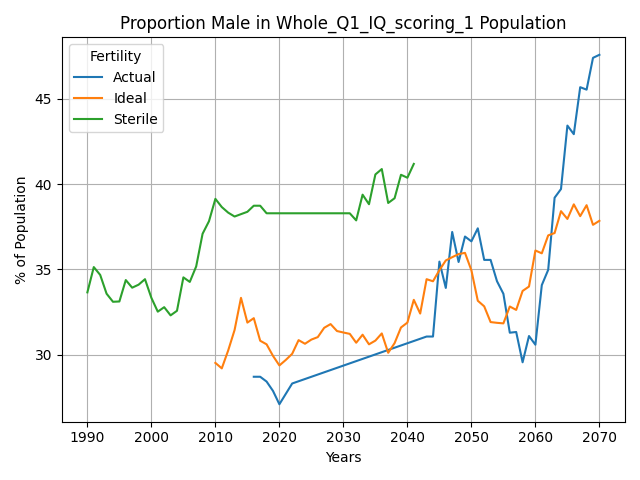 Proportion Male in Whole_Q1_IQ_scoring_1 Population
Fertility
Actual
Ideal
Sterile
% of Population
45
40
35
30
1990
2000
2010
2020
2030
2040
2050
2060
2070
Years